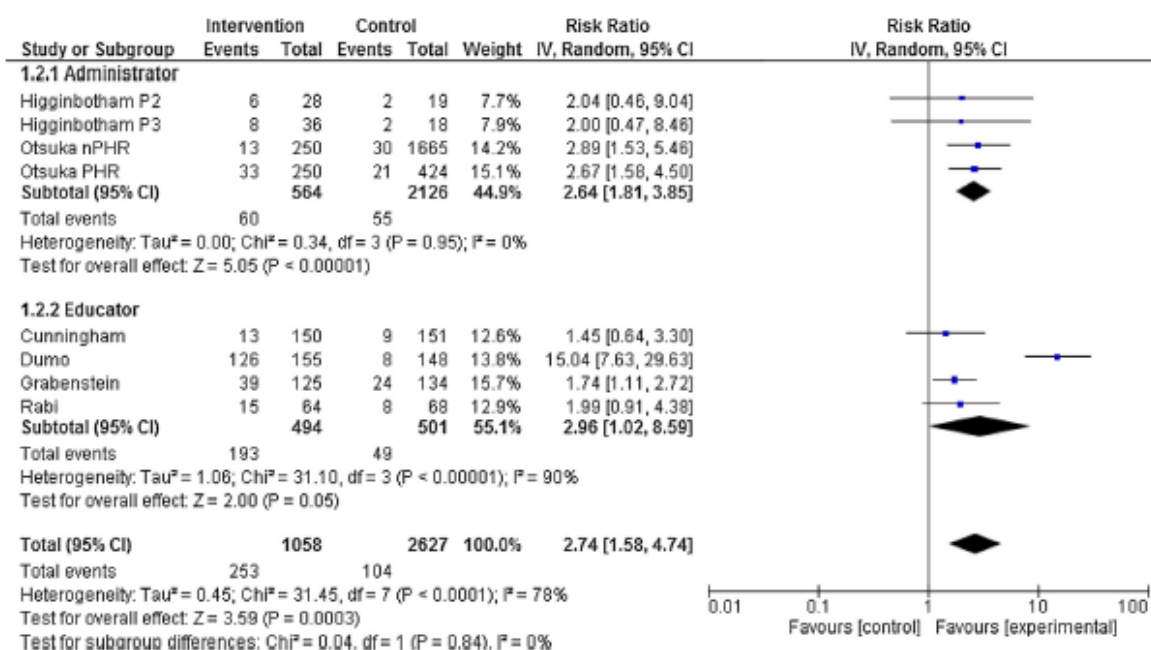 Intervention Control Risk Ratio Risk Ratio
Study or Subgroup Events Total Events Total Weight IV, Random, 95% CI IV, Random, 95% CI
1.2.1 Administrator
Higginbotham P2 6 28 2 19 7.7% 2.04 [0.46, 9.04]
Higginbotham P3 8 36 2 18 7.9% 2.00 [0.47, 8.46]
Otsuka nPHR 13 250 30 1665 14.2% 2.89 [1.53, 5.46]
Otsuka PHR 33 250 21 424 15.1% 2.67 [1.58, 4.50]
Subtotal (95% CI) 564 2126 44.9% 2.64 [1.81, 3.85]
Total events 60 55
Heterogeneity: Tau² = 0.00; Chi² = 0.34, df = 3 (P = 0.95); I² = 0%
Test for overall effect: Z = 5.05 (P < 0.00001)
1.2.2 Educator
Cunningham 13 150 9 151 12.6% 1.45 [0.64, 3.30]
Dumo 126 155 8 148 13.8% 15.04 [7.63, 29.63]
Grabenstein 39 125 24 134 15.7% 1.74 [1.11, 2.72]
Rabi 15 64 8 68 12.9% 1.99 [0.91, 4.38]
Subtotal (95% CI) 494 501 55.1% 2.96 [1.02, 8.59]
Total events 193 49
Heterogeneity: Tau² = 1.06; Chi² = 31.10, df = 3 (P < 0.00001); I² = 90%
Test for overall effect: Z = 2.00 (P = 0.05)
Total (95% CI) 1058 2627 100.0% 2.74 [1.58, 4.74]
Total events 253 104
Heterogeneity: Tau² = 0.45; Chi² = 31.45, df = 7 (P < 0.0001); I² = 78%
Test for overall effect: Z = 3.59 (P = 0.0003)
Test for subgroup differences: Chi² = 0.04, df = 1 (P = 0.84), I² = 0%
0.01 0.1 1 10 100
Favours [control] Favours [experimental]